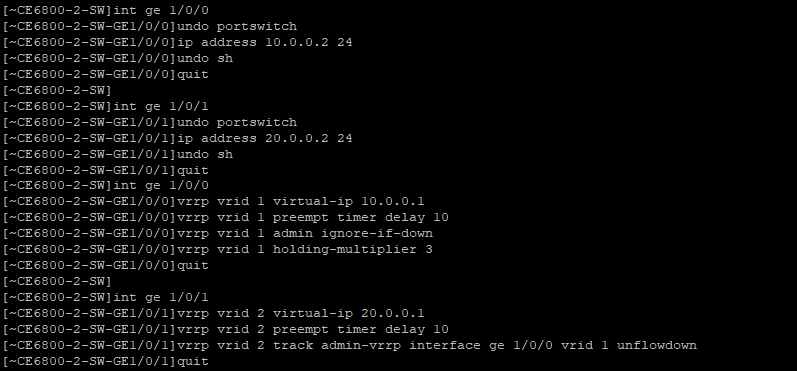 [~CE6800-2-SW]int ge 1/0/0
[~CE6800-2-SW-GE1/0/0]undo portswitch
[~CE6800-2-SW-GE1/0/0]ip address 10.0.0.2 24
[~CE6800-2-SW-GE1/0/0]undo sh
[~CE6800-2-SW-GE1/0/0]quit
[~CE6800-2-SW]
[~CE6800-2-SW]int ge 1/0/1
[~CE6800-2-SW-GE1/0/1]undo portswitch
[~CE6800-2-SW-GE1/0/1]ip address 20.0.0.2 24
[~CE6800-2-SW-GE1/0/1]undo sh
[~CE6800-2-SW-GE1/0/1]quit
[~CE6800-2-SW]int ge 1/0/0
[~CE6800-2-SW-GE1/0/0]vrrp vrid 1 virtual-ip 10.0.0.1
[~CE6800-2-SW-GE1/0/0]vrrp vrid 1 preempt timer delay 10
[~CE6800-2-SW-GE1/0/0]vrrp vrid 1 admin ignore-if-down
[~CE6800-2-SW-GE1/0/0]vrrp vrid 1 holding-multiplier 3
[~CE6800-2-SW-GE1/0/0]quit
[~CE6800-2-SW]
[~CE6800-2-SW]int ge 1/0/1
[~CE6800-2-SW-GE1/0/1]vrrp vrid 2 virtual-ip 20.0.0.1
[~CE6800-2-SW-GE1/0/1]vrrp vrid 2 preempt timer delay 10
[~CE6800-2-SW-GE1/0/1]vrrp vrid 2 track admin-vrrp interface ge 1/0/0 vrid 1 unflowdown
[~CE6800-2-SW-GE1/0/1]quit